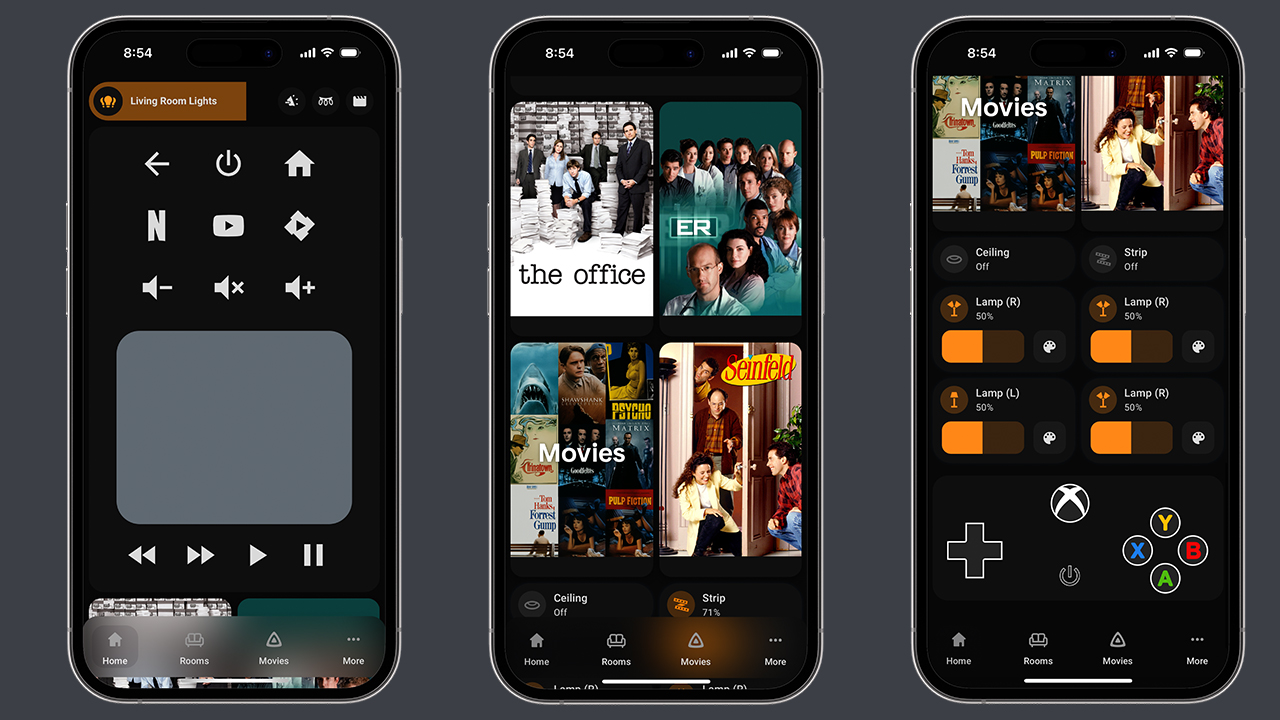 8:54
Living Room Lights
N
Home
Rooms
Movies
More
8:54
the office
ER
SHAWSHANK
PSYCHO
MATRIX
Chinatown
Goodfellas
Movies
Tom
Hanks
Forrest
Gump
PULP FICTION
Seinfeld
Ceiling
Off
Strip
71%
Lamp (R)
Lamp (R)
Home
Rooms
Movies
More
8:54
MATRIX
Movies
Chinatown
Goodfellas
Tom
Hanks
Forrest
Gump
PULP FICTION
Ceiling
Off
Strip
Off
Lamp (R)
50%
Lamp (R)
50%
Lamp (L)
50%
Lamp (R)
50%
Y
X
B
A
Home
Rooms
Movies
More